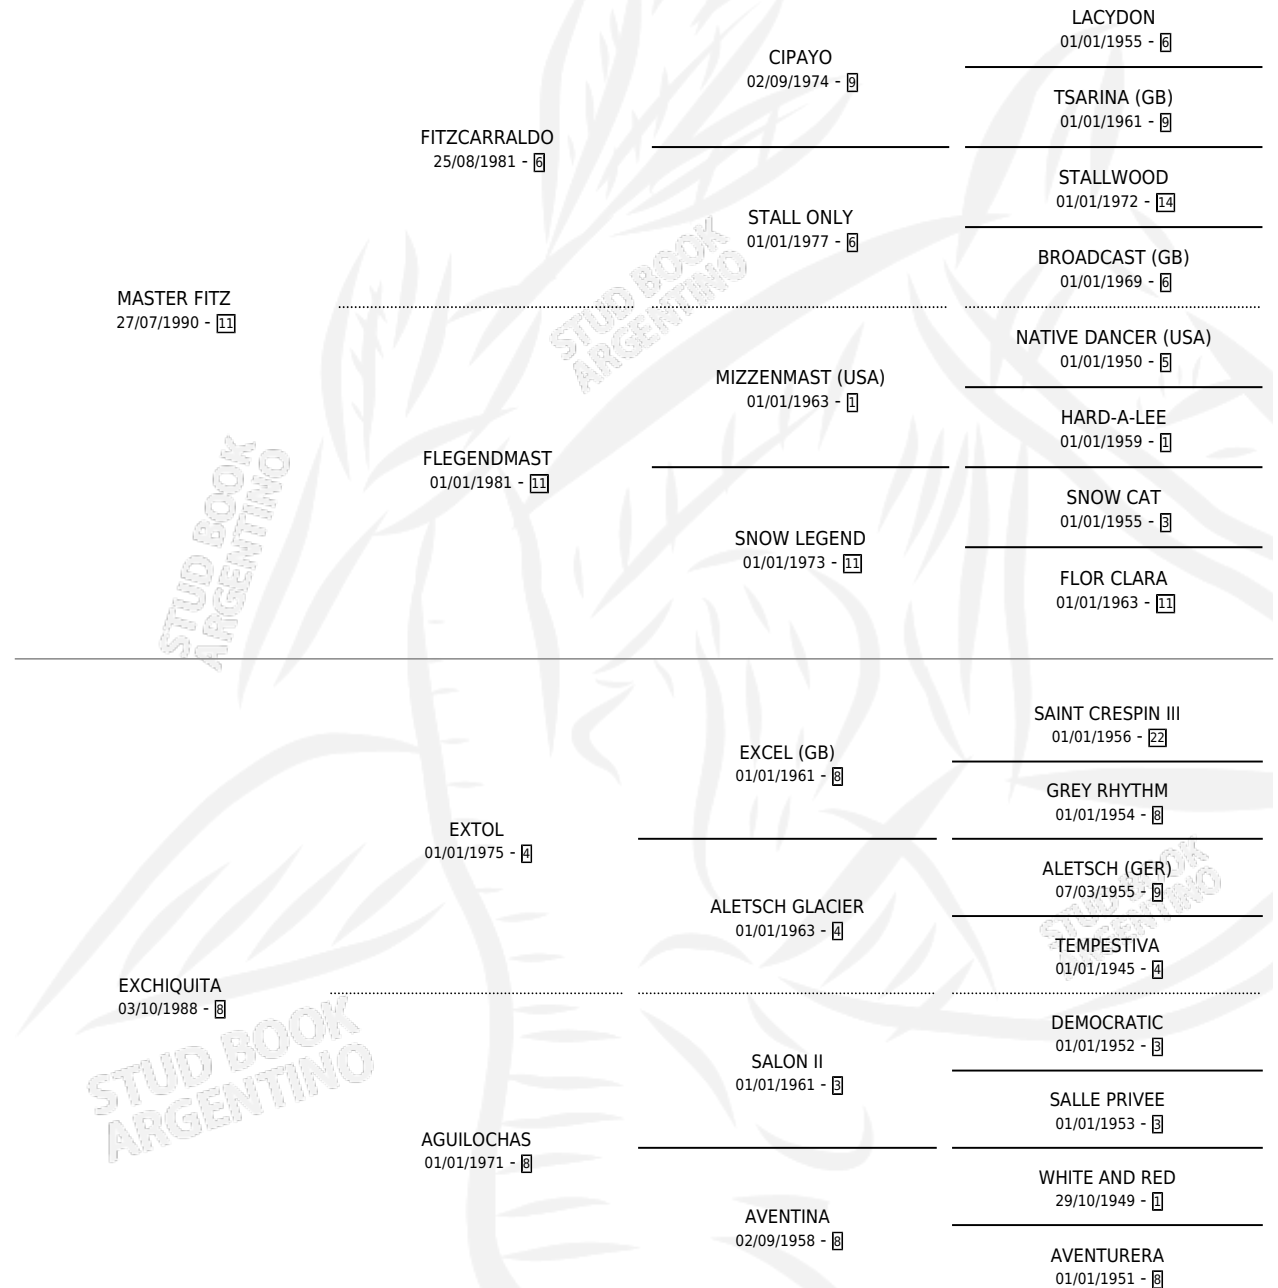 LACYDON
01/01/1955 - 6
CIPAYO
02/09/1974 - 9
TSARINA (GB)
01/01/1961 - 9
FITZCARRALDO
25/08/1981 - 6
STALLWOOD
01/01/1972 - 14
STALL ONLY
01/01/1977 - 6
BROADCAST (GB)
01/01/1969 - 6
MASTER FITZ
27/07/1990 - 11
STUD BOOK
ARGENTINO
NATIVE DANCER (USA)
01/01/1950 - 5
MIZZENMAST (USA)
01/01/1963 - 1
HARD-A-LEE
01/01/1959 - 1
FLEGENDMAST
01/01/1981 - 11
SNOW CAT
01/01/1955 - 3
SNOW LEGEND
01/01/1973 - 11
FLOR CLARA
01/01/1963 - 11
STUD BOOK
ARGENTINO
SAINT CRESPIN III
01/01/1956 - 22
EXCEL (GB)
01/01/1961 - 8
GREY RHYTHM
01/01/1954 - 8
EXTOL
01/01/1975 - 4
ALETSCH (GER)
07/03/1955 - 9
ALETSCH GLACIER
01/01/1963 - 4
STUD BOOK
ARGENTINO
TEMPESTIVA
01/01/1945 - 4
EXCHIQUITA
03/10/1988 - 8
DEMOCRATIC
01/01/1952 - 3
SALON II
01/01/1961 - 3
STUD BOOK
ARGENTINO
SALLE PRIVEE
01/01/1953 - 3
AGUILOCHAS
01/01/1971 - 8
WHITE AND RED
29/10/1949 - 1
AVENTINA
02/09/1958 - 8
AVENTURERA
01/01/1951 - 8